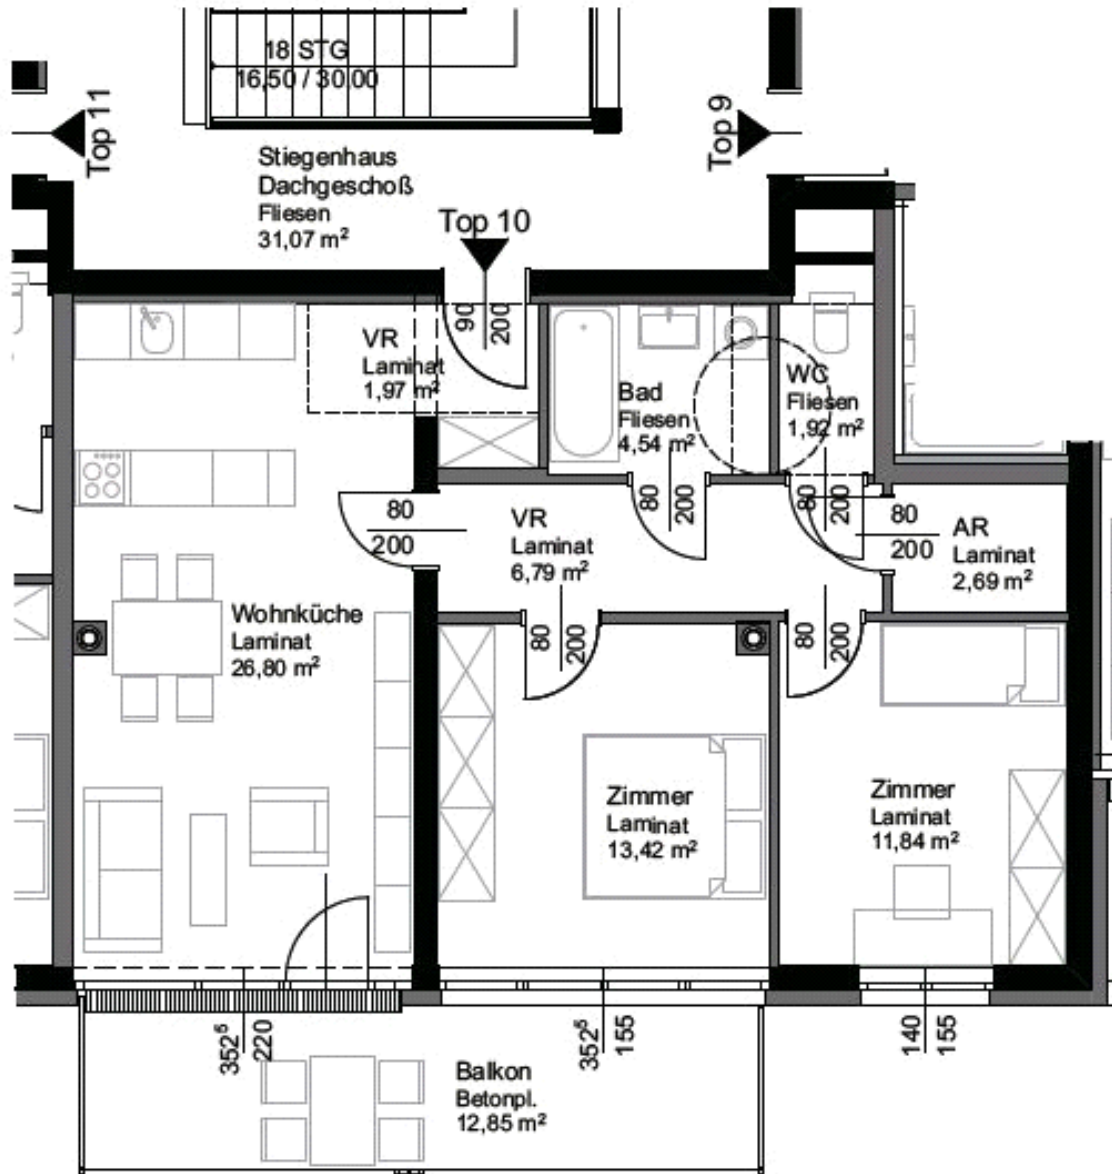 18 STG
16,50 / 30.00
Top 11
Top 9
Stiegenhaus
Dachgeschoß
Fliesen
31,07 m²
Top 10
90
200
VR
Laminat
1,97 m²
Bad
Fliesen
4,54 m²
WC
Fliesen
1,92 m²
80
200
80
200
80
200
VR
Laminat
6,79 m²
80
200
AR
Laminat
2,69 m²
Wohnküche
Laminat
26,80 m²
80
200
80
200
Zimmer
Laminat
13,42 m²
Zimmer
Laminat
11,84 m²
352⁵
220
352⁵
155
140
155
Balkon
Betonpl.
12,85 m²